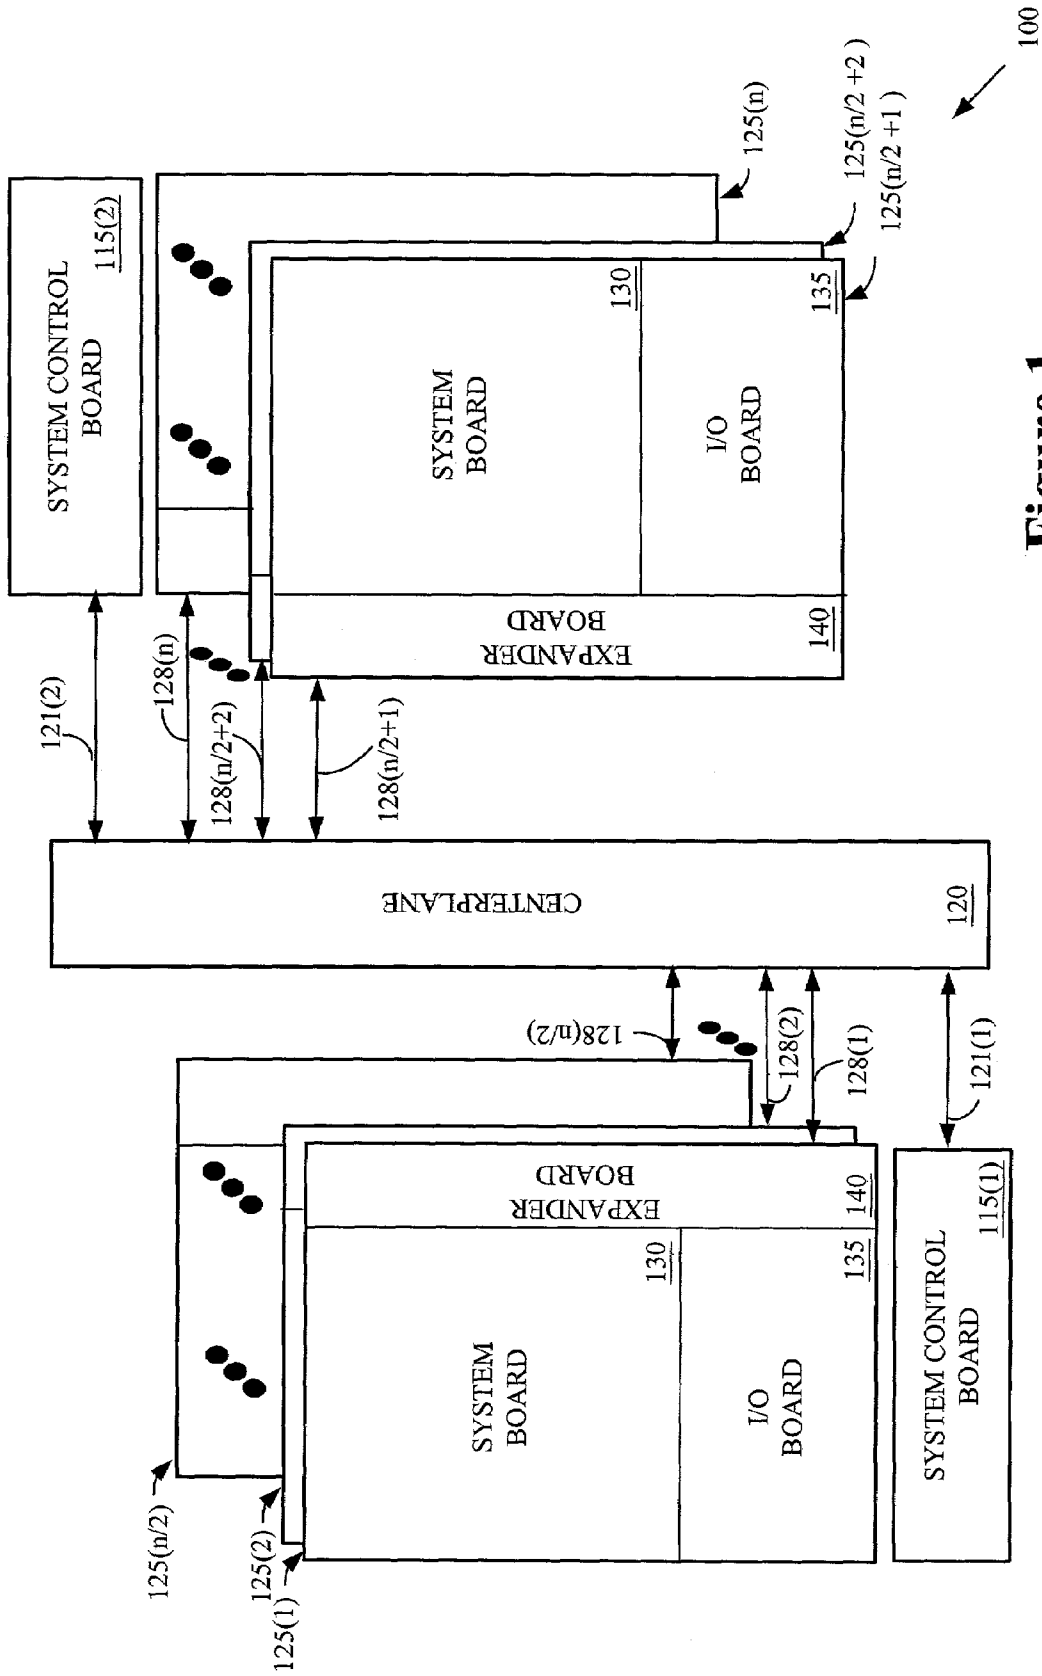 SYSTEM CONTROL
BOARD
115(2)
121(2)
128(n)
128(n/2+2)
128(n/2+1)
125(n)
125(n/2 +2 )
125(n/2 +1 )
SYSTEM
BOARD
130
I/O
BOARD
135
EXPANDER
BOARD
140
100
CENTERPLANE
120
128(n/2)
128(2)
128(1)
121(1)
125(n/2)
125(2)
125(1)
SYSTEM
BOARD
130
I/O
BOARD
135
EXPANDER
BOARD
140
SYSTEM CONTROL
BOARD
115(1)